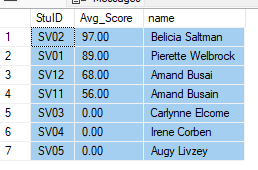 Messages
StuID Avg_Score name
1 SV02 97.00 Belicia Saltman
2 SV01 89.00 Pierette Welbrock
3 SV12 68.00 Amand Busai
4 SV11 56.00 Amand Busain
5 SV03 0.00 Carlynne Elcome
6 SV04 0.00 Irene Corben
7 SV05 0.00 Augy Livzey